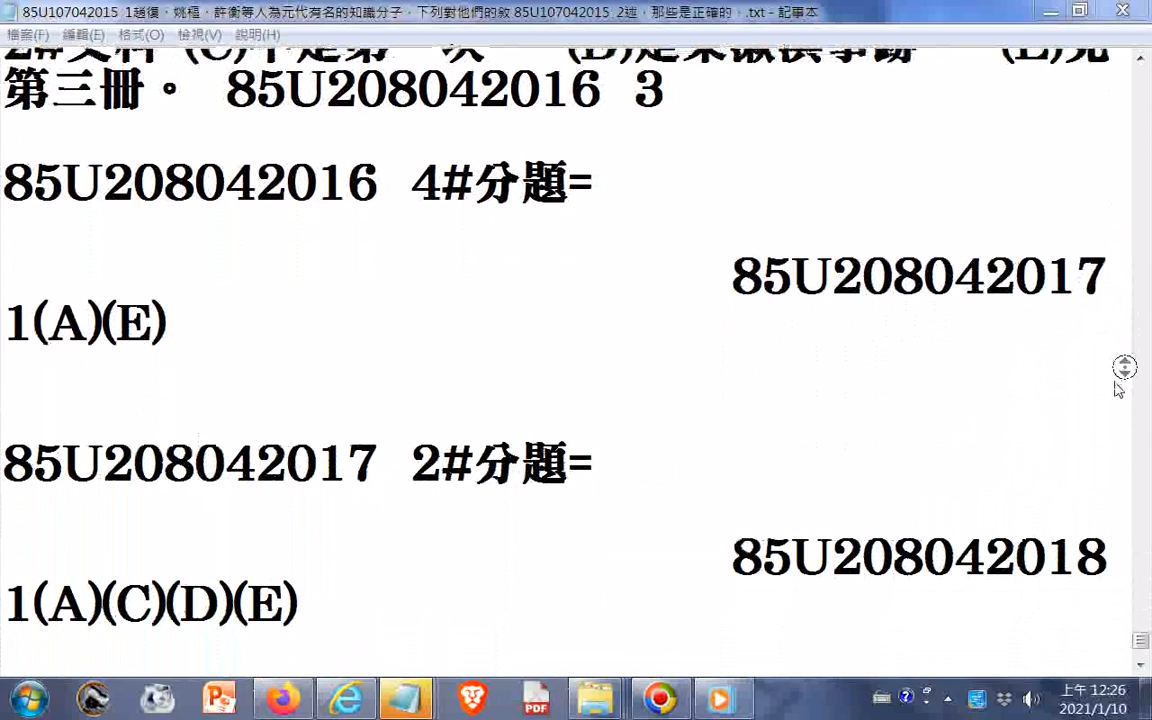 85U107042015 1趙復．姚樞．許衡等人為元代有名的知識分子，下列對他們的敘 85U107042015 2述，那些是正確的，.txt - 記事本
檔案(F) 編輯(E) 格式(O) 檢視(V) 說明(H)
第三冊。 85U208042016 3
85U208042016 4#分題=
85U208042017
1(A)(E)
85U208042017 2#分題=
85U208042018
1(A)(C)(D)(E)
PDF
上午 12:26
2021/1/10